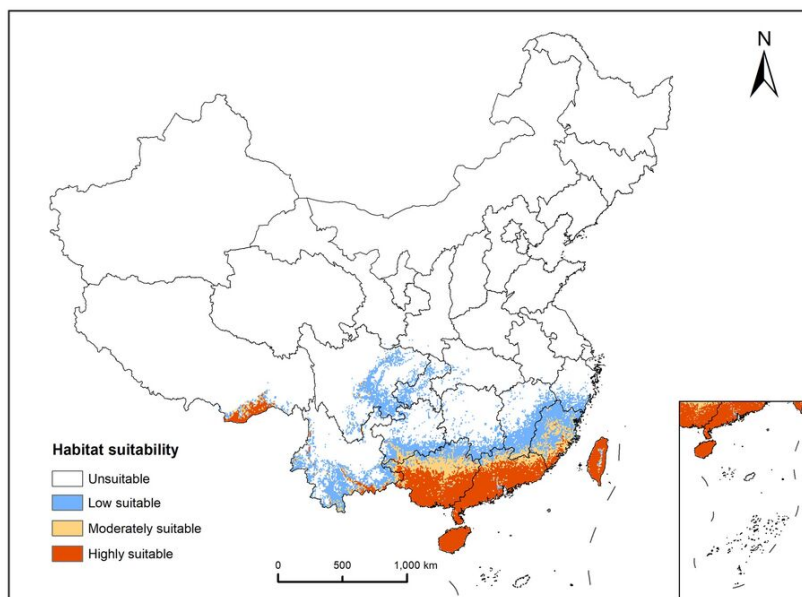 N
Habitat suitability
Unsuitable
Low suitable
Moderately suitable
Highly suitable
0 500 1,000 km